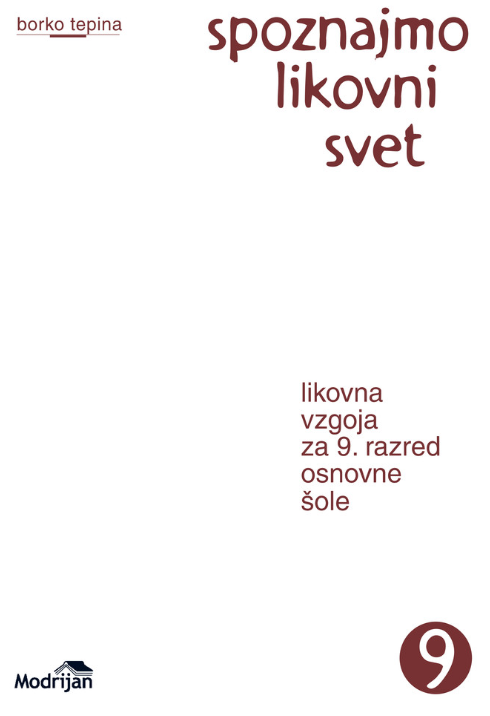 borko tepina
spoznajmo
likovni
svet
likovna
vzgoja
za 9. razred
osnovne
šole
Modrijan
9